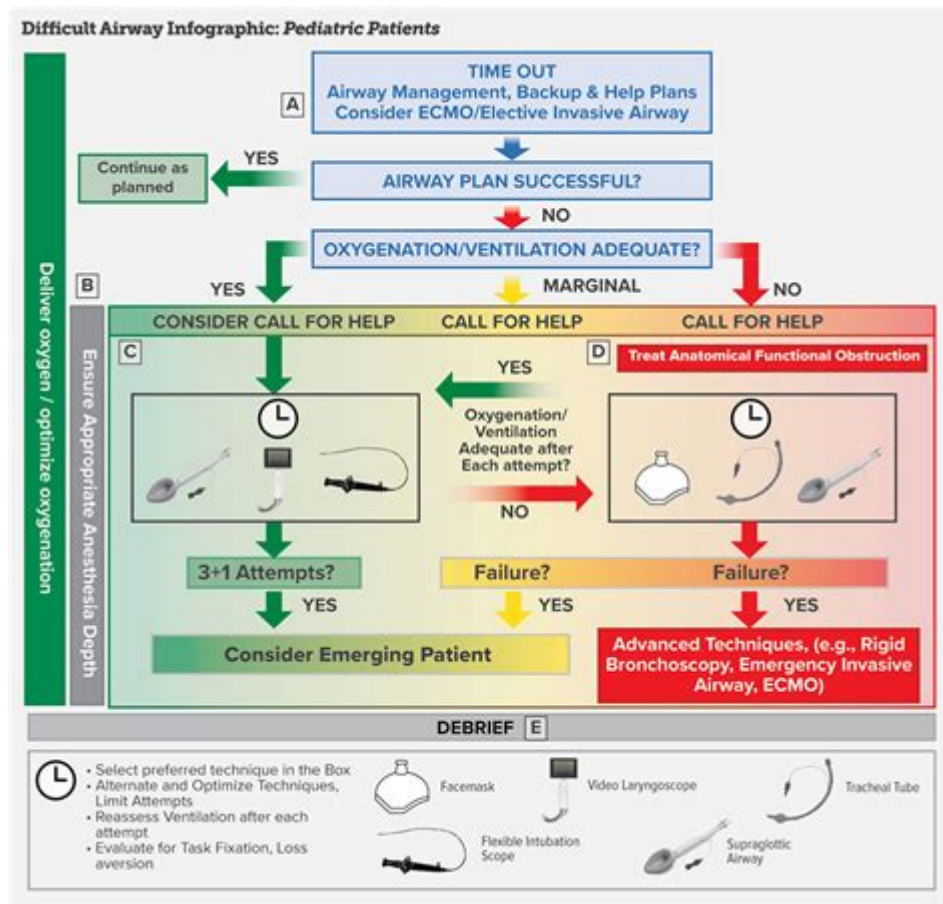 Difficult Airway Infographic: Pediatric Patients
TIME OUT
A
Airway Management, Backup & Help Plans
Consider ECMO/Elective Invasive Airway
YES
Continue as
planned
AIRWAY PLAN SUCCESSFUL?
NO
OXYGENATION/VENTILATION ADEQUATE?
Deliver oxygen / optimize oxygenation
B
YES
MARGINAL
NO
Ensure Appropriate Anesthesia Depth
CONSIDER CALL FOR HELP
CALL FOR HELP
CALL FOR HELP
C
D
Treat Anatomical Functional Obstruction
YES
Oxygenation/
Ventilation
Adequate after
Each attempt?
NO
3+1 Attempts?
Failure?
Failure?
YES
YES
YES
Consider Emerging Patient
Advanced Techniques, (e.g., Rigid
Bronchoscopy, Emergency Invasive
Airway, ECMO)
DEBRIEF E
• Select preferred technique in the Box
• Alternate and Optimize Techniques,
Limit Attempts
• Reassess Ventilation after each
attempt
• Evaluate for Task Fixation, Loss
aversion
Facemask
Video Laryngoscope
Tracheal Tube
Flexible Intubation
Scope
Supraglottic
Airway